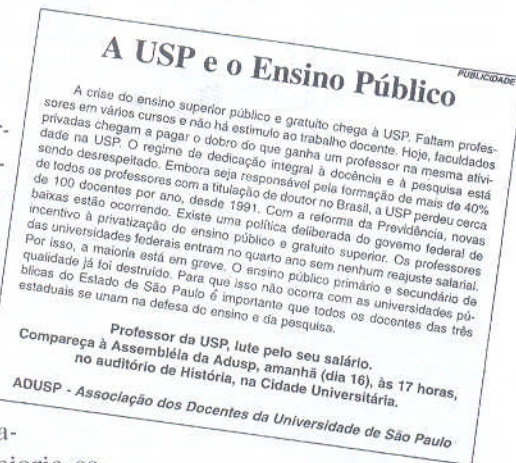 PUBLICIDADE
A USP e o Ensino Público
A crise do ensino superior público e gratuito chega à USP. Faltam profes-
sores em vários cursos e não há estímulo ao trabalho docente. Hoje, faculdades
privadas chegam a pagar o dobro do que ganha um professor na mesma ativi-
dade na USP. O regime de dedicação integral à docência e à pesquisa está
sendo desrespeitado. Embora seja responsável pela formação de mais de 40%
de todos os professores com a titulação de doutor no Brasil, a USP perdeu cerca
de 100 docentes por ano, desde 1991. Com a reforma da Previdência, novas
baixas estão ocorrendo. Existe uma política deliberada do governo federal de
incentivo à privatização do ensino público e gratuito superior. Os professores
das universidades federais entram no quarto ano sem nenhum reajuste salarial.
Por isso, a maioria está em greve. O ensino público primário e secundário de
qualidade já foi destruído. Para que isso não ocorra com as universidades pú-
blicas do Estado de São Paulo é importante que todos os docentes das três
estaduais se unam na defesa do ensino e da pesquisa.
Professor da USP, lute pelo seu salário.
Compareça à Assembléia da Adusp, amanhã (dia 16), às 17 horas,
no auditório de História, na Cidade Universitária.
ADUSP - Associação dos Docentes da Universidade de São Paulo